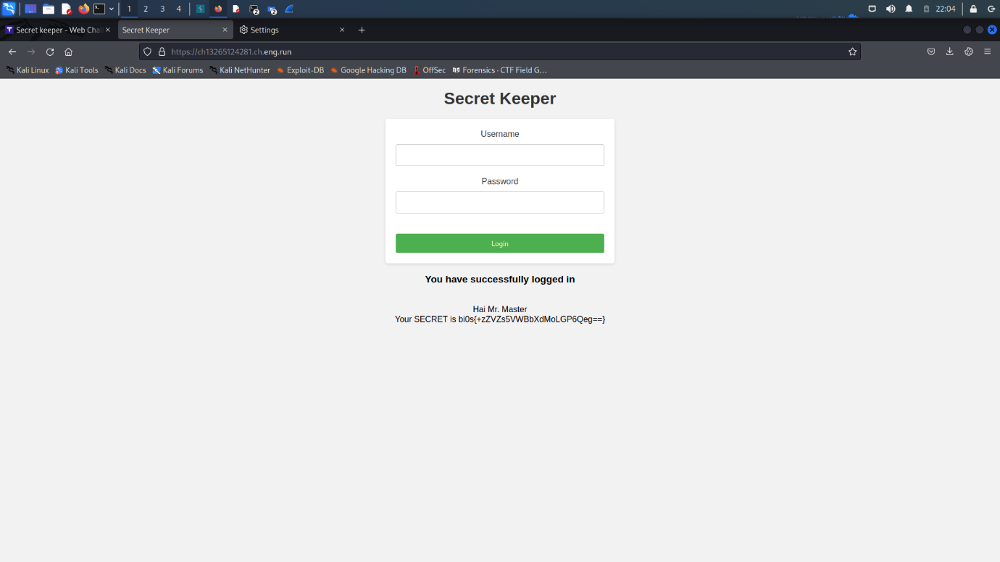 1 2 3 4 2 2 22:04
Secret keeper - Web Chal Secret Keeper Settings
https://ch13265124281.ch.eng.run
Kali Linux Kali Tools Kali Docs Kali Forums Kali NetHunter Exploit-DB Google Hacking DB OffSec Forensics · CTF Field G…
Secret Keeper
Username
Password
Login
You have successfully logged in
Hai Mr. Master
Your SECRET is bi0s{+zZVZs5VWBbXdMoLGP6Qeg==}